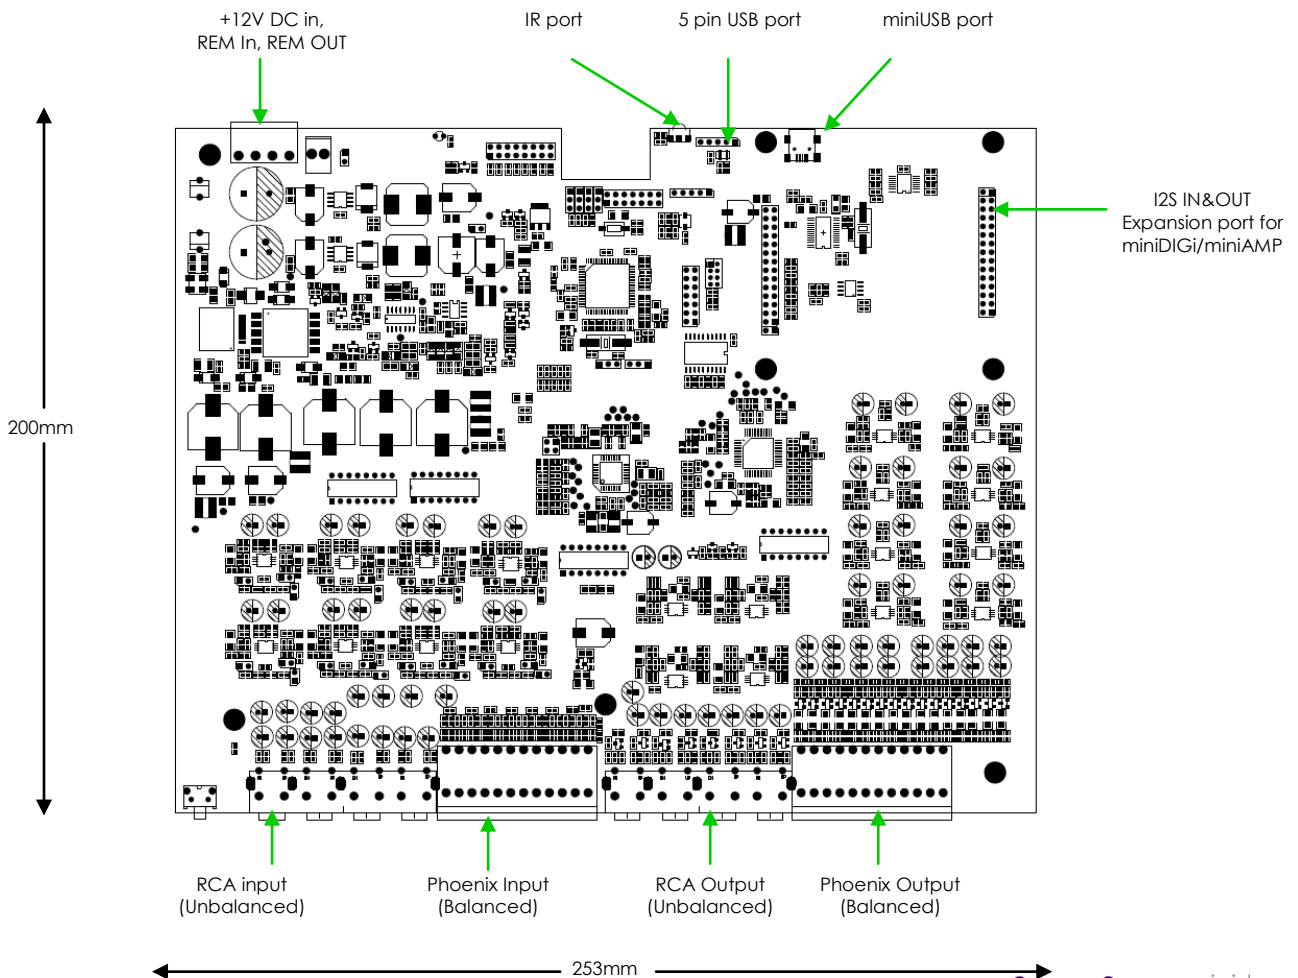 +12V DC in,
REM In, REM OUT
IR port
5 pin USB port
miniUSB port
I2S IN&OUT
Expansion port for
miniDIGi/miniAMP
200mm
RCA input
(Unbalanced)
Phoenix Input
(Balanced)
RCA Output
(Unbalanced)
Phoenix Output
(Balanced)
253mm